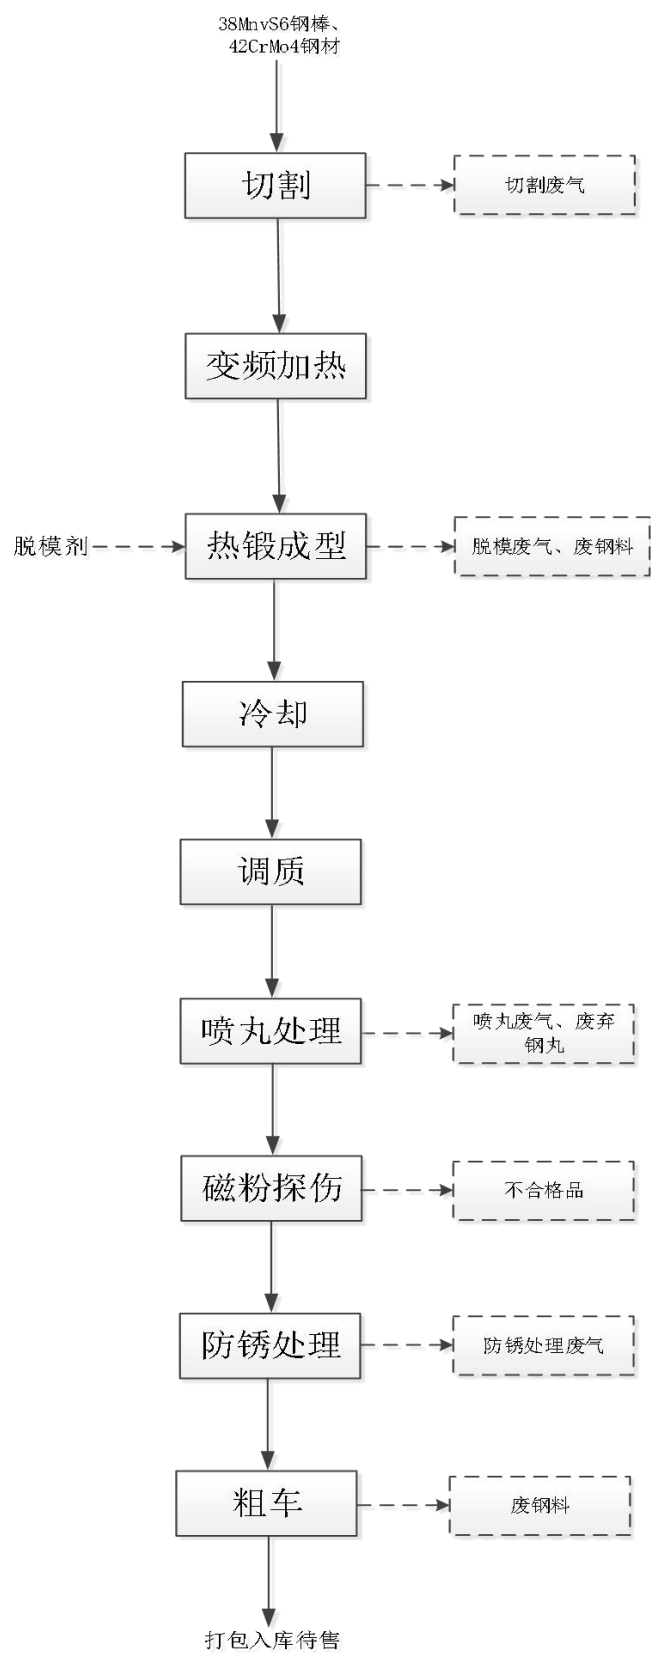 38MnvS6钢棒、
42CrMo4钢材
切割
切割废气
变频加热
脱模剂
热锻成型
脱模废气、废钢料
冷却
调质
喷丸处理
喷丸废气、废弃
钢丸
磁粉探伤
不合格品
防锈处理
防锈处理废气
粗车
废钢料
打包入库待售